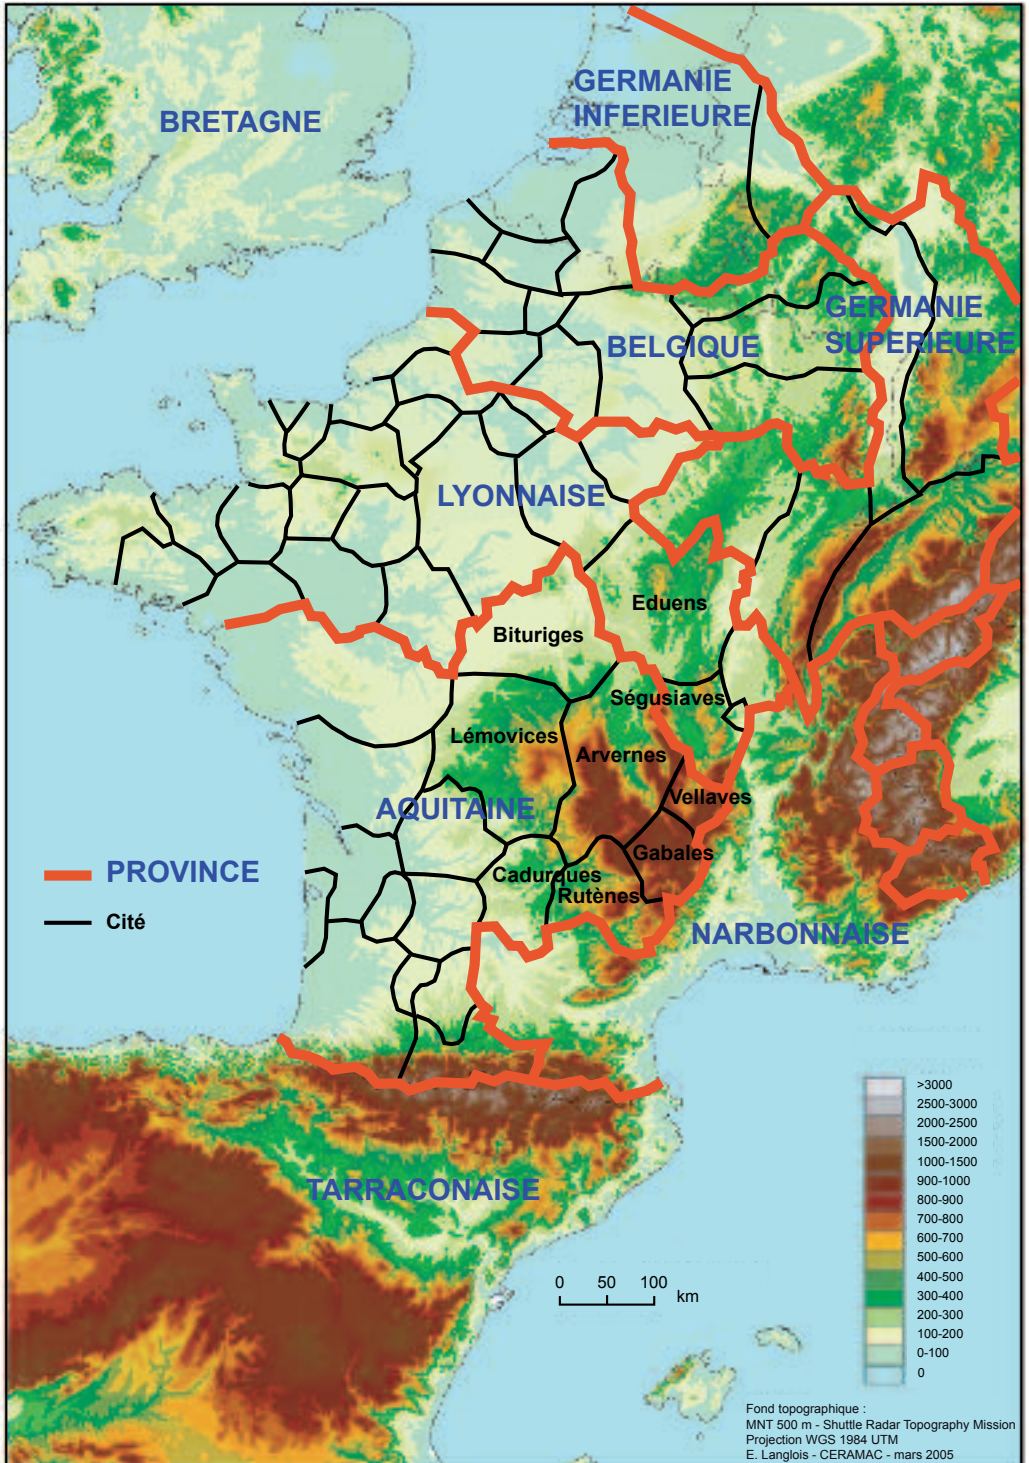 GERMANIE
INFERIEURE
BRETAGNE
GERMANIE
SUPERIEURE
BELGIQUE
LYONNAISE
Eduens
Bituriges
Ségusiaves
Lémovices
Arvernes
Vellaves
AQUITAINE
Gabales
PROVINCE
Cadurques
Rutènes
Cité
NARBONNAISE
TARRACONAISE
>3000
2500-3000
2000-2500
1500-2000
1000-1500
900-1000
800-900
700-800
600-700
500-600
400-500
300-400
200-300
100-200
0-100
0
0 50 100
km
Fond topographique :
MNT 500 m - Shuttle Radar Topography Mission
Projection WGS 1984 UTM
E. Langlois - CERAMAC - mars 2005